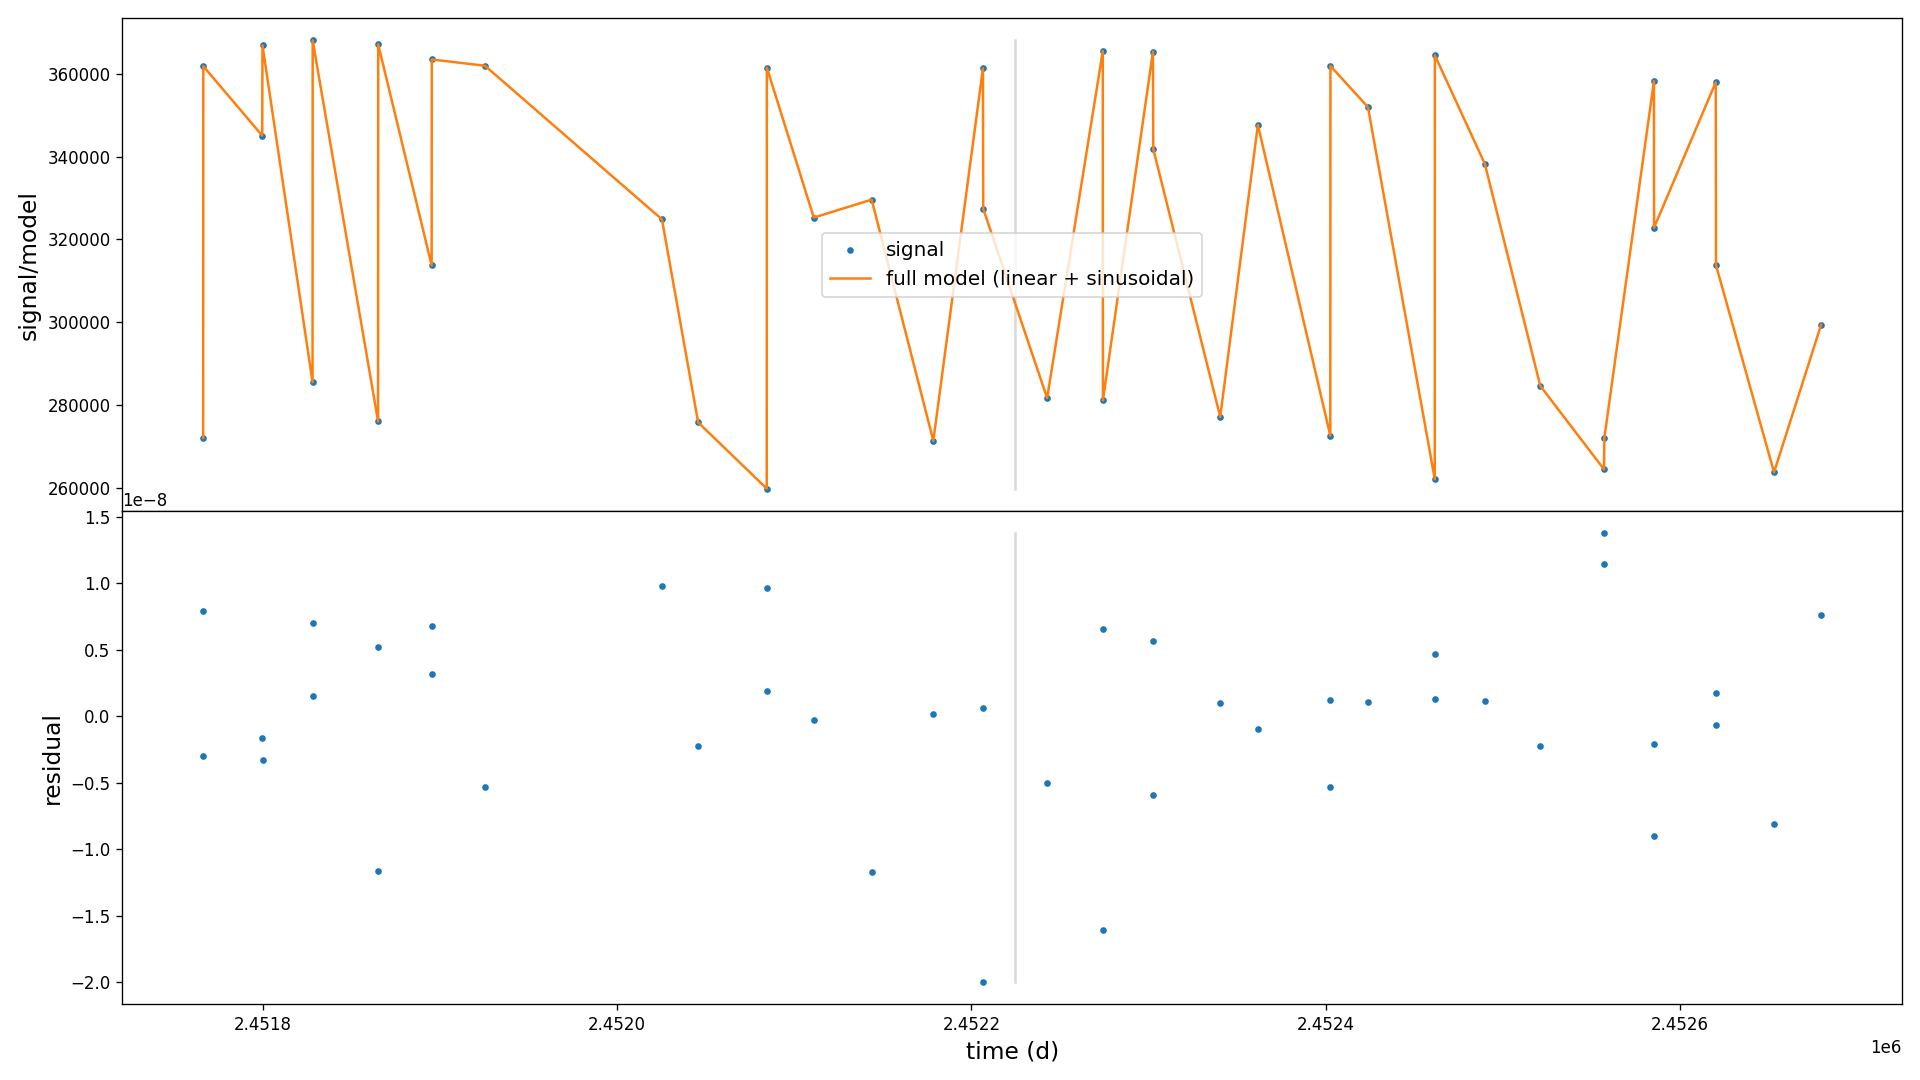 360000
340000
320000
300000
280000
260000
signal/model
signal
full model (linear + sinusoidal)
1e−8
1.5
1.0
0.5
0.0
−0.5
−1.0
−1.5
−2.0
residual
2.4518
2.4520
2.4522
2.4524
2.4526
time (d)
1e6